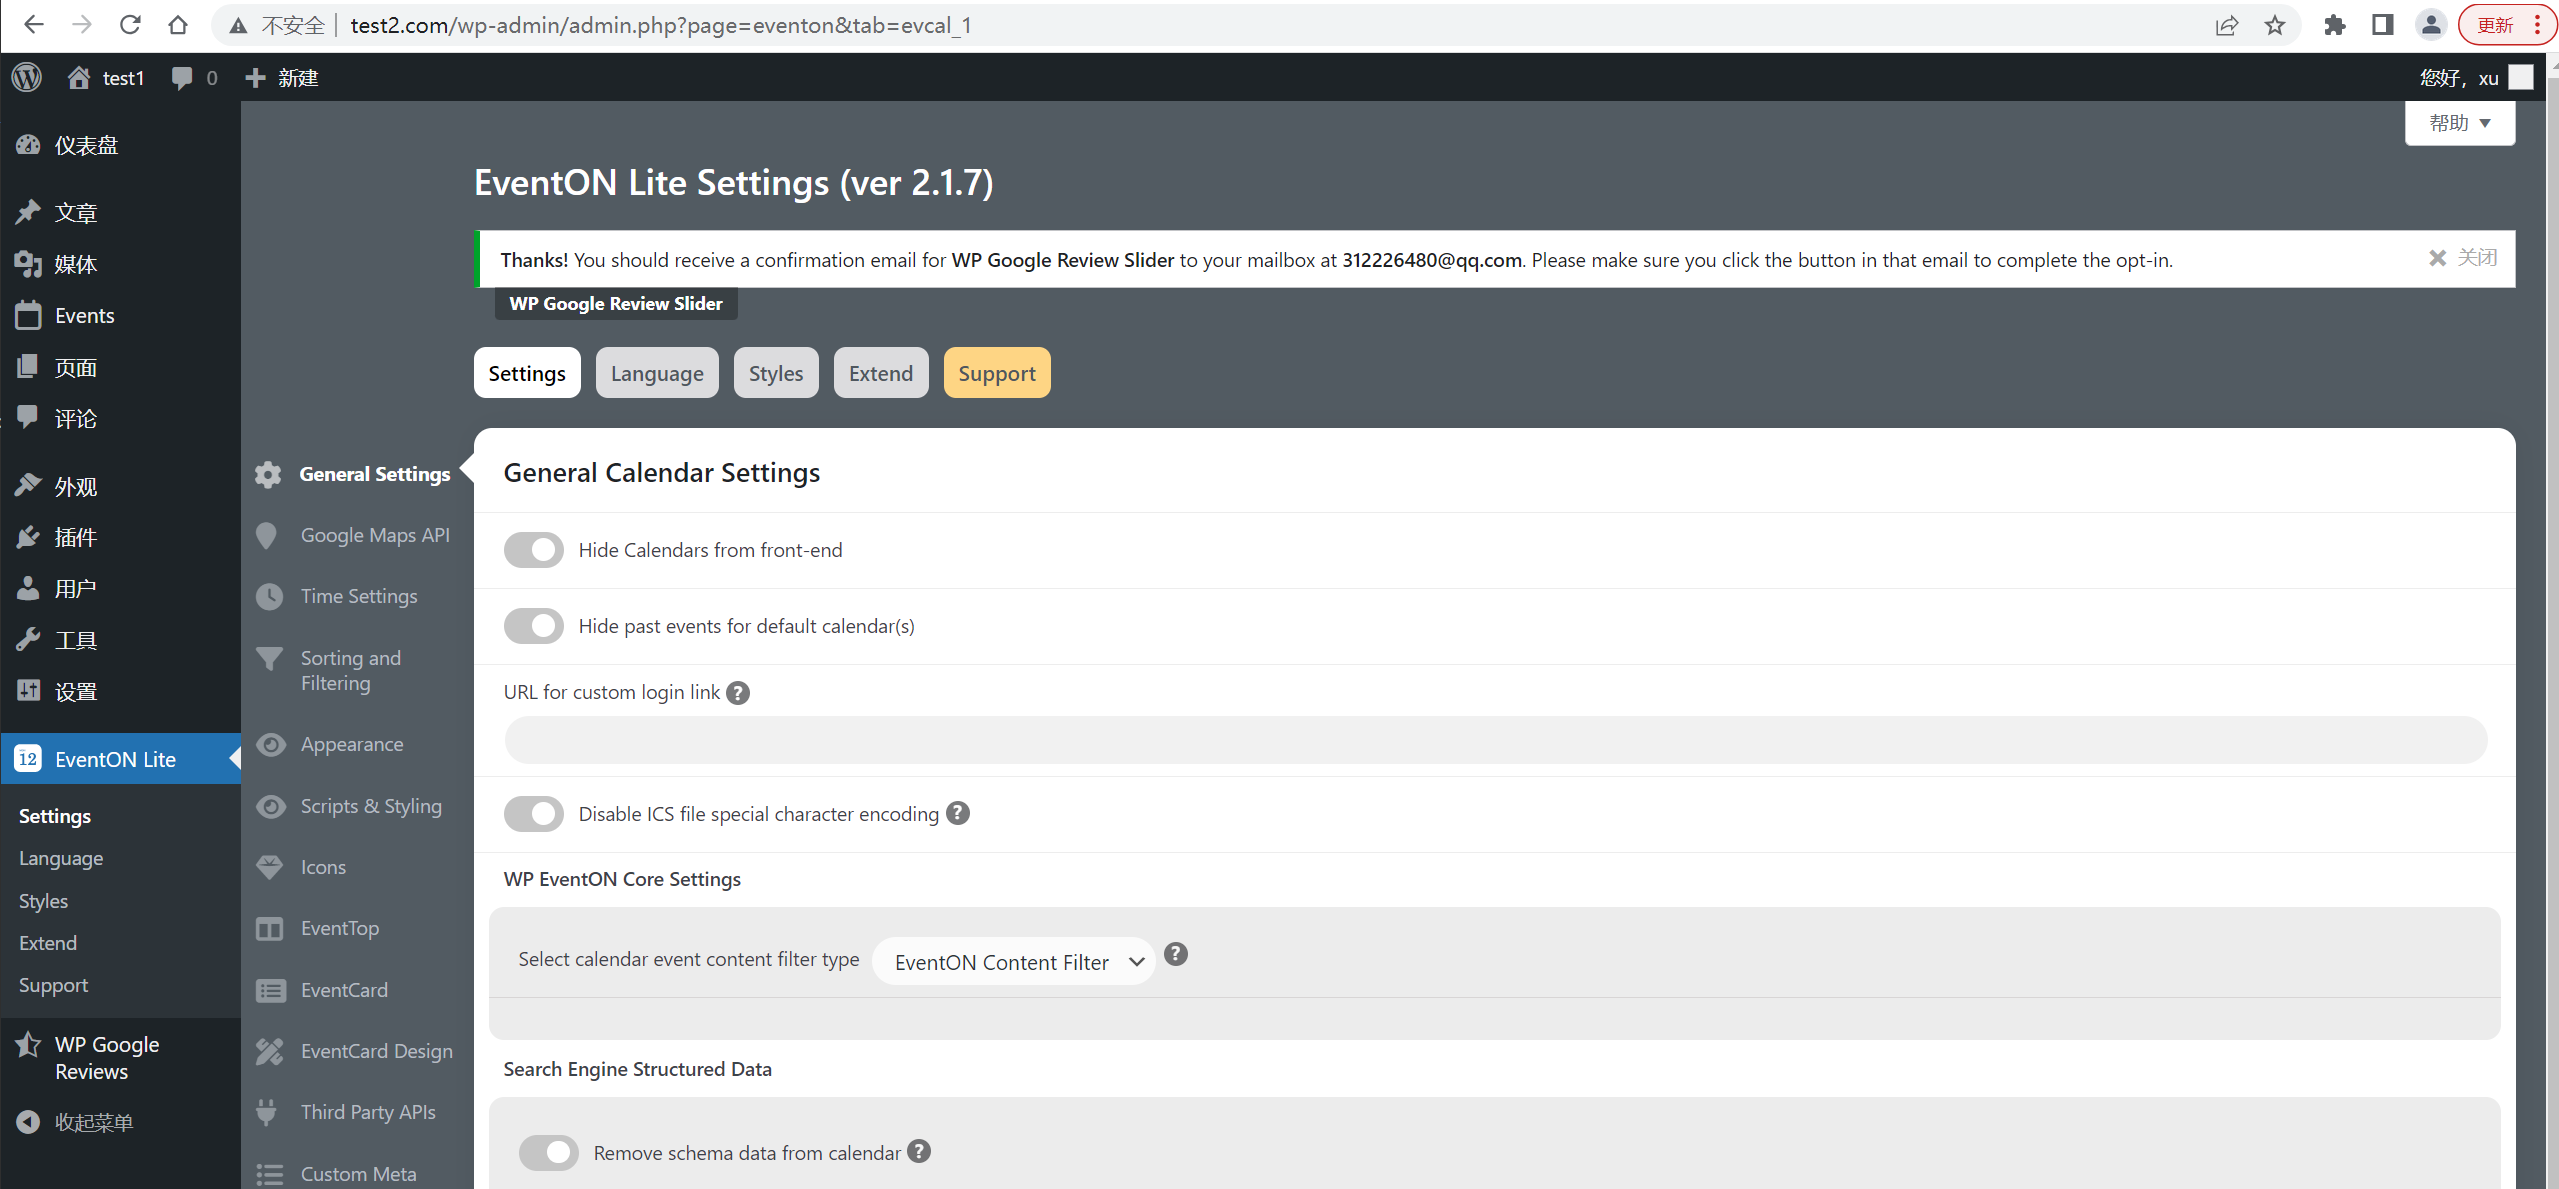 不安全 test2.com/wp-admin/admin.php?page=eventon&tab=evcal_1
更新
test1 0 新建
您好，xu
帮助
仪表盘
文章
媒体
Events
页面
评论
外观
插件
用户
工具
设置
12 EventON Lite
Settings
Language
Styles
Extend
Support
WP Google
Reviews
收起菜单
EventON Lite Settings (ver 2.1.7)
Thanks! You should receive a confirmation email for WP Google Review Slider to your mailbox at 312226480@qq.com. Please make sure you click the button in that email to complete the opt-in.
关闭
WP Google Review Slider
Settings Language Styles Extend Support
General Settings
Google Maps API
Time Settings
Sorting and
Filtering
Appearance
Scripts & Styling
Icons
EventTop
EventCard
EventCard Design
Third Party APIs
Custom Meta
General Calendar Settings
Hide Calendars from front-end
Hide past events for default calendar(s)
URL for custom login link ?
Disable ICS file special character encoding ?
WP EventON Core Settings
Select calendar event content filter type EventON Content Filter ?
Search Engine Structured Data
Remove schema data from calendar ?